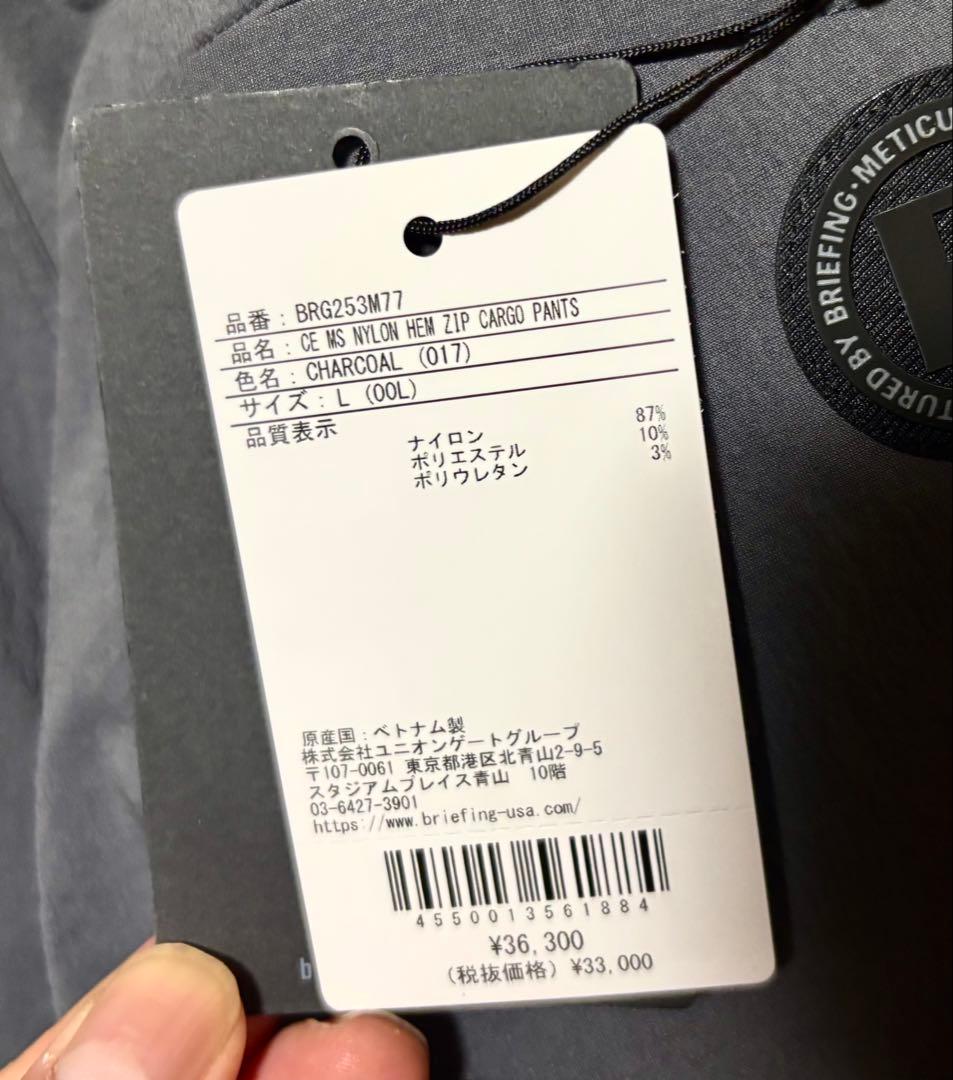 品番：BRG253M77
品名：CE MS NYLON HEM ZIP CARGO PANTS
色名：CHARCOAL (017)
サイズ：L (00L)
品質表示
ナイロン 87%
ポリエステル 10%
ポリウレタン 3%
原産国：ベトナム製
株式会社ユニオンゲートグループ
〒107-0061 東京都港区北青山2-9-5
スタジアムプレイス青山 10階
03-6427-3901
https://www.briefing-usa.com/
4550013561884
¥36,300
(税抜価格) ¥33,000
BY BRIEFING・